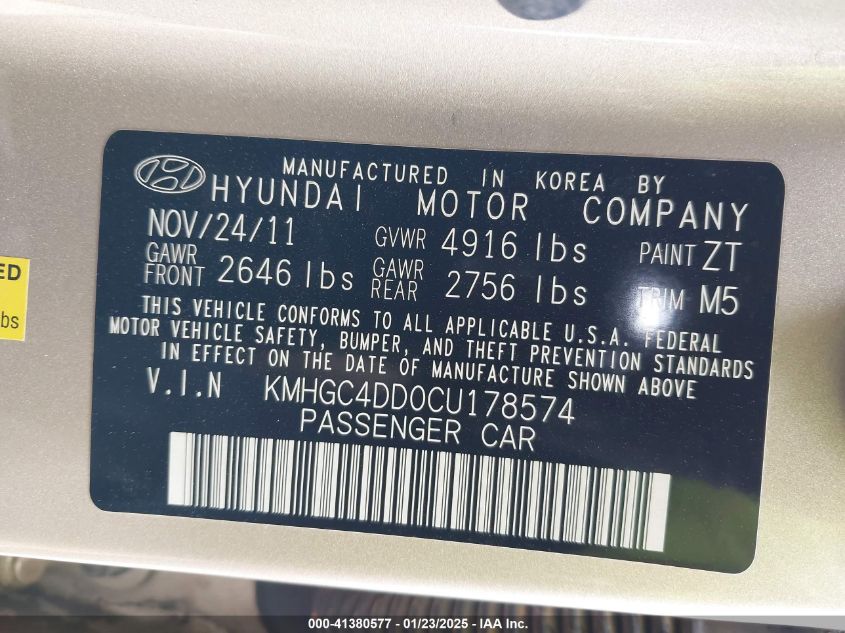 MANUFACTURED IN KOREA BY
HYUNDAI MOTOR COMPANY
NOV/24/11 GVWR 4916 lbs PAINT ZT
GAWR FRONT 2646 lbs GAWR REAR 2756 lbs TRIM M5
THIS VEHICLE CONFORMS TO ALL APPLICABLE U.S.A. FEDERAL
MOTOR VEHICLE SAFETY, BUMPER, AND THEFT PREVENTION STANDARDS
IN EFFECT ON THE DATE OF MANUFACTURE SHOWN ABOVE
V.I.N KMHGC4DD0CU178574
PASSENGER CAR
ED
bs
000-41380577 - 01/23/2025 - IAA Inc.